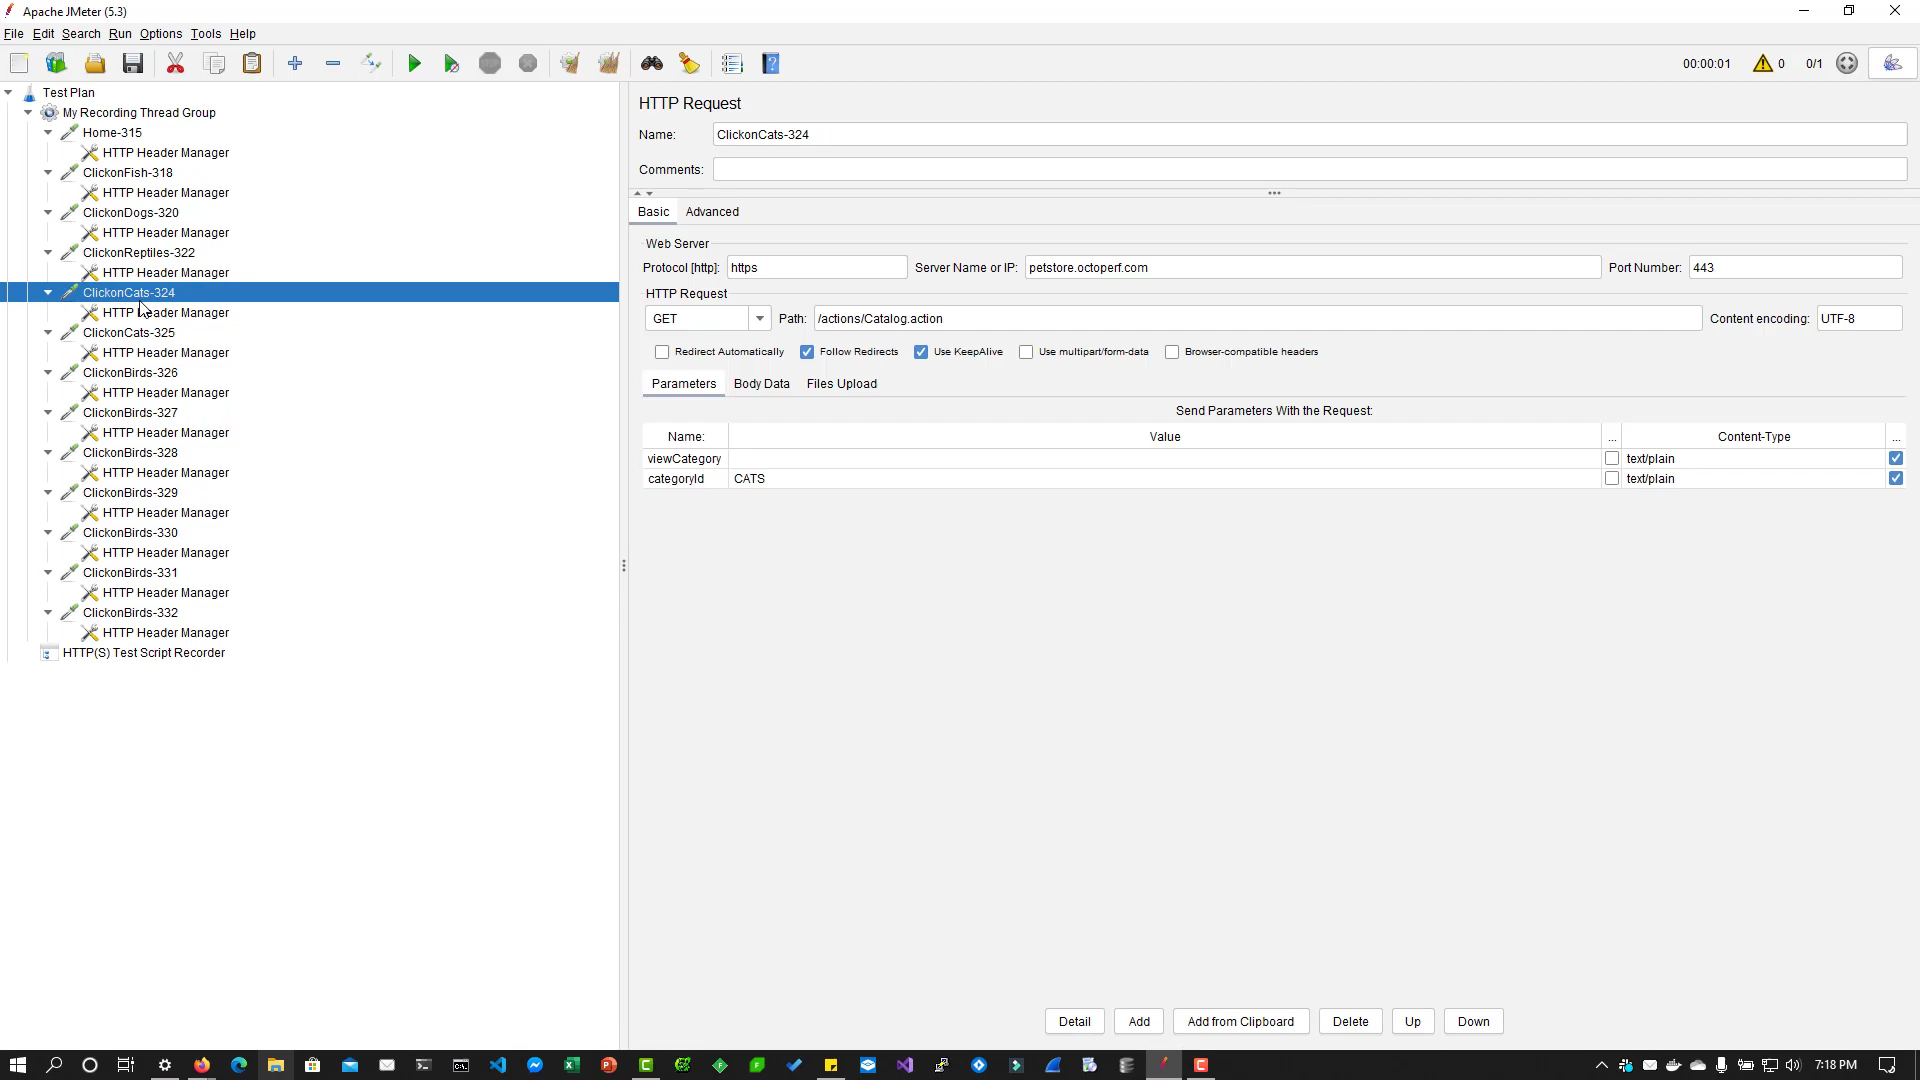 Apache JMeter (5.3)
File Edit Search Run Options Tools Help
00:00:01 0 0/1
Test Plan
My Recording Thread Group
Home-315
HTTP Header Manager
ClickonFish-318
HTTP Header Manager
ClickonDogs-320
HTTP Header Manager
ClickonReptiles-322
HTTP Header Manager
ClickonCats-324
HTTP Header Manager
ClickonCats-325
HTTP Header Manager
ClickonBirds-326
HTTP Header Manager
ClickonBirds-327
HTTP Header Manager
ClickonBirds-328
HTTP Header Manager
ClickonBirds-329
HTTP Header Manager
ClickonBirds-330
HTTP Header Manager
ClickonBirds-331
HTTP Header Manager
ClickonBirds-332
HTTP Header Manager
HTTP(S) Test Script Recorder
HTTP Request
Name: ClickonCats-324
Comments:
Basic Advanced
Web Server
Protocol [http]: https Server Name or IP: petstore.octoperf.com Port Number: 443
HTTP Request
GET Path: /actions/Catalog.action Content encoding: UTF-8
Redirect Automatically Follow Redirects Use KeepAlive Use multipart/form-data Browser-compatible headers
Parameters Body Data Files Upload
Send Parameters With the Request:
Name: Value ... Content-Type ...
viewCategory text/plain
categoryId CATS text/plain
Detail Add Add from Clipboard Delete Up Down
7:18 PM